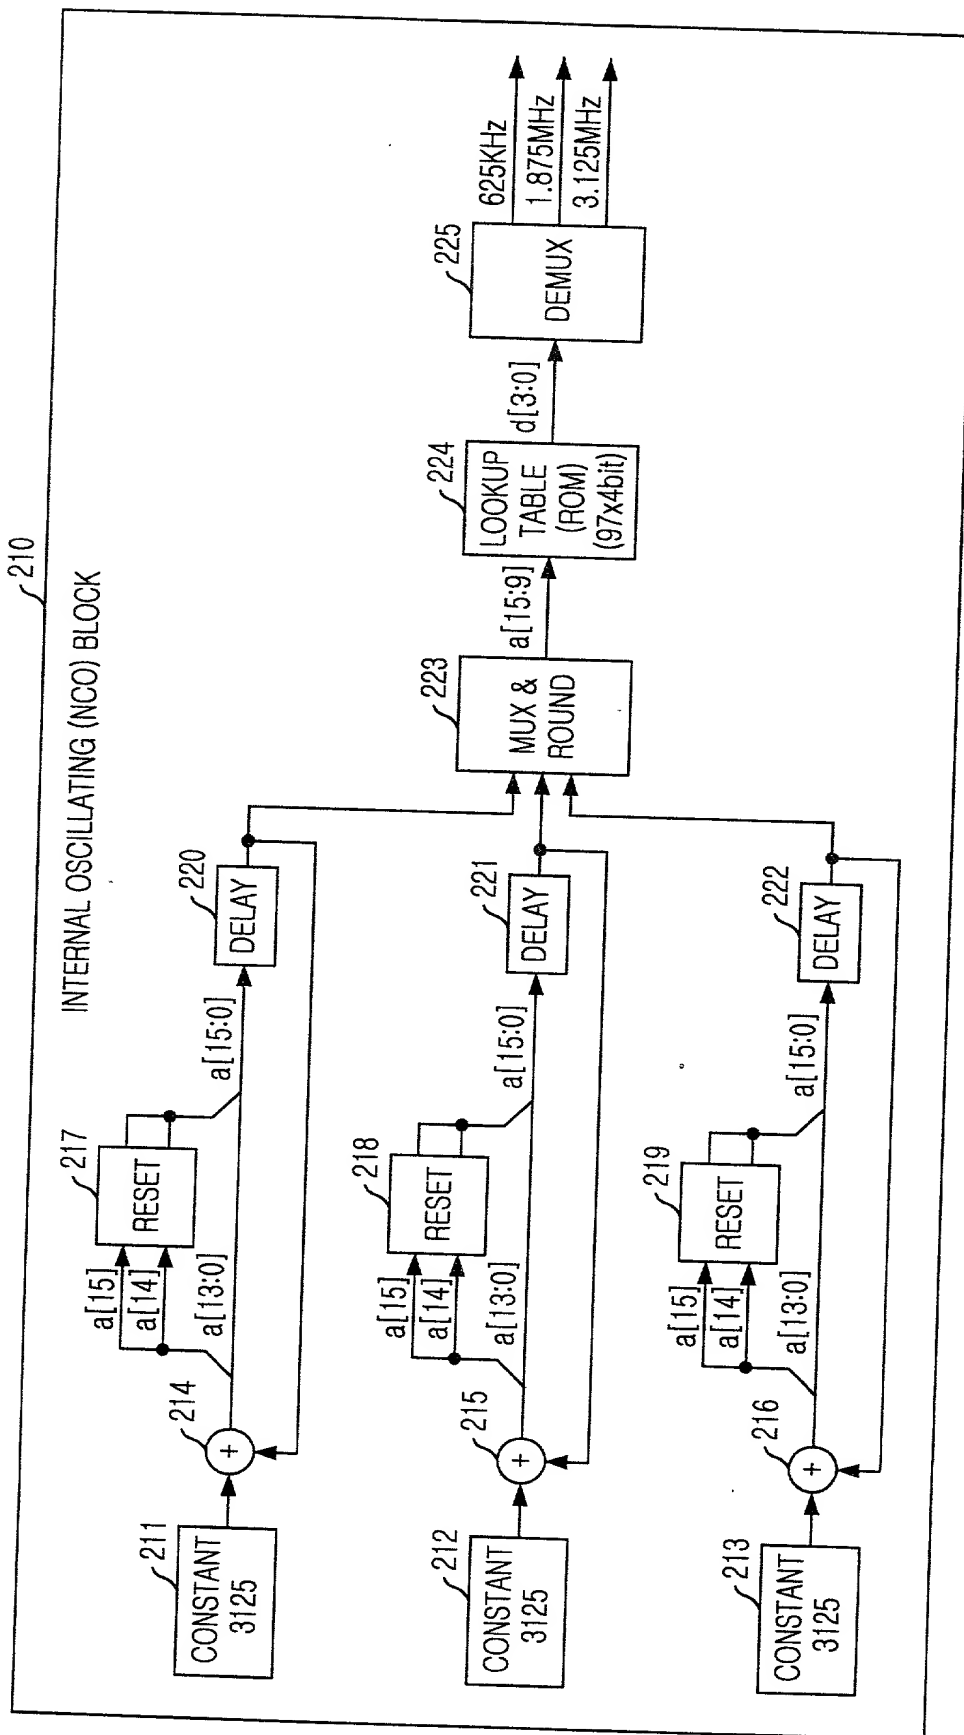 210
INTERNAL OSCILLATING (NCO) BLOCK
211
CONSTANT
3125
214
+
a[15]
a[14]
a[13:0]
217
RESET
a[15:0]
220
DELAY
212
CONSTANT
3125
215
+
a[15]
a[14]
a[13:0]
218
RESET
a[15:0]
221
DELAY
213
CONSTANT
3125
216
+
a[15]
a[14]
a[13:0]
219
RESET
a[15:0]
222
DELAY
223
MUX &
ROUND
a[15:9]
224
LOOKUP
TABLE
(ROM)
(97x4bit)
d[3:0]
225
DEMUX
625KHz
1.875MHz
3.125MHz